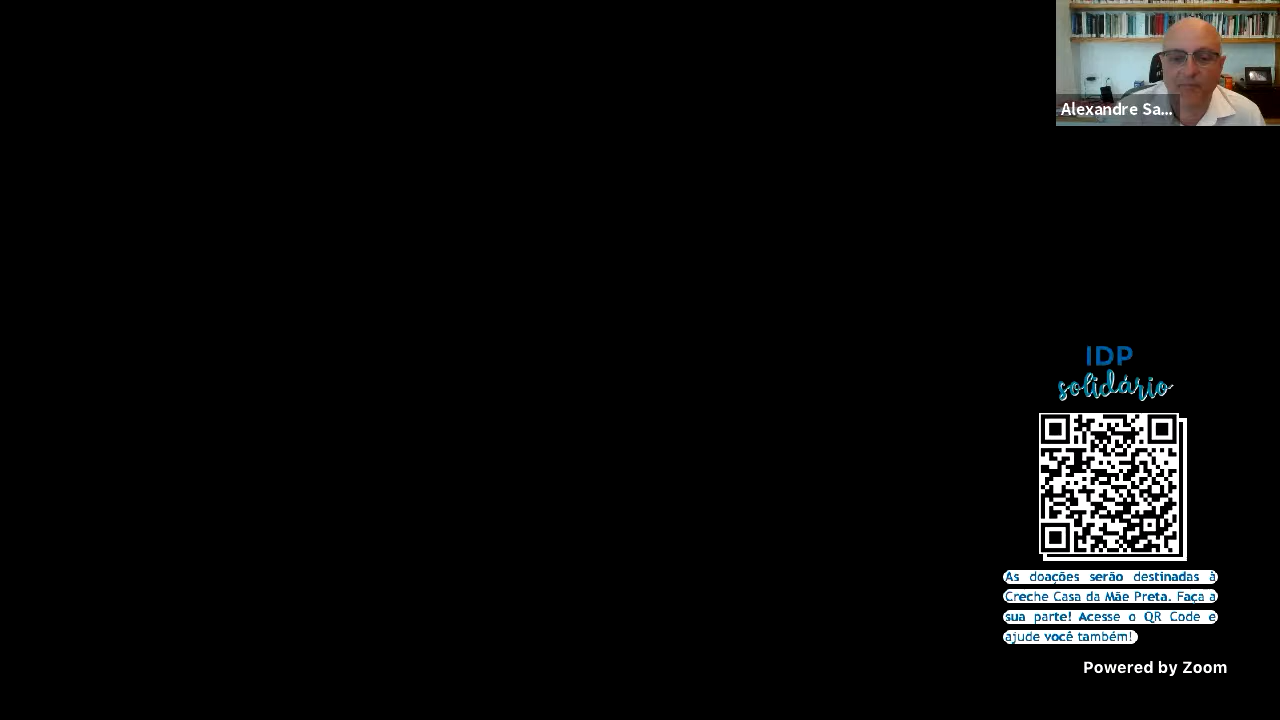 Alexandre Sa...
IDP
solidário
As doações serão destinadas à
Creche Casa da Mãe Preta. Faça a
sua parte! Acesse o QR Code e
ajude você também!
Powered by Zoom